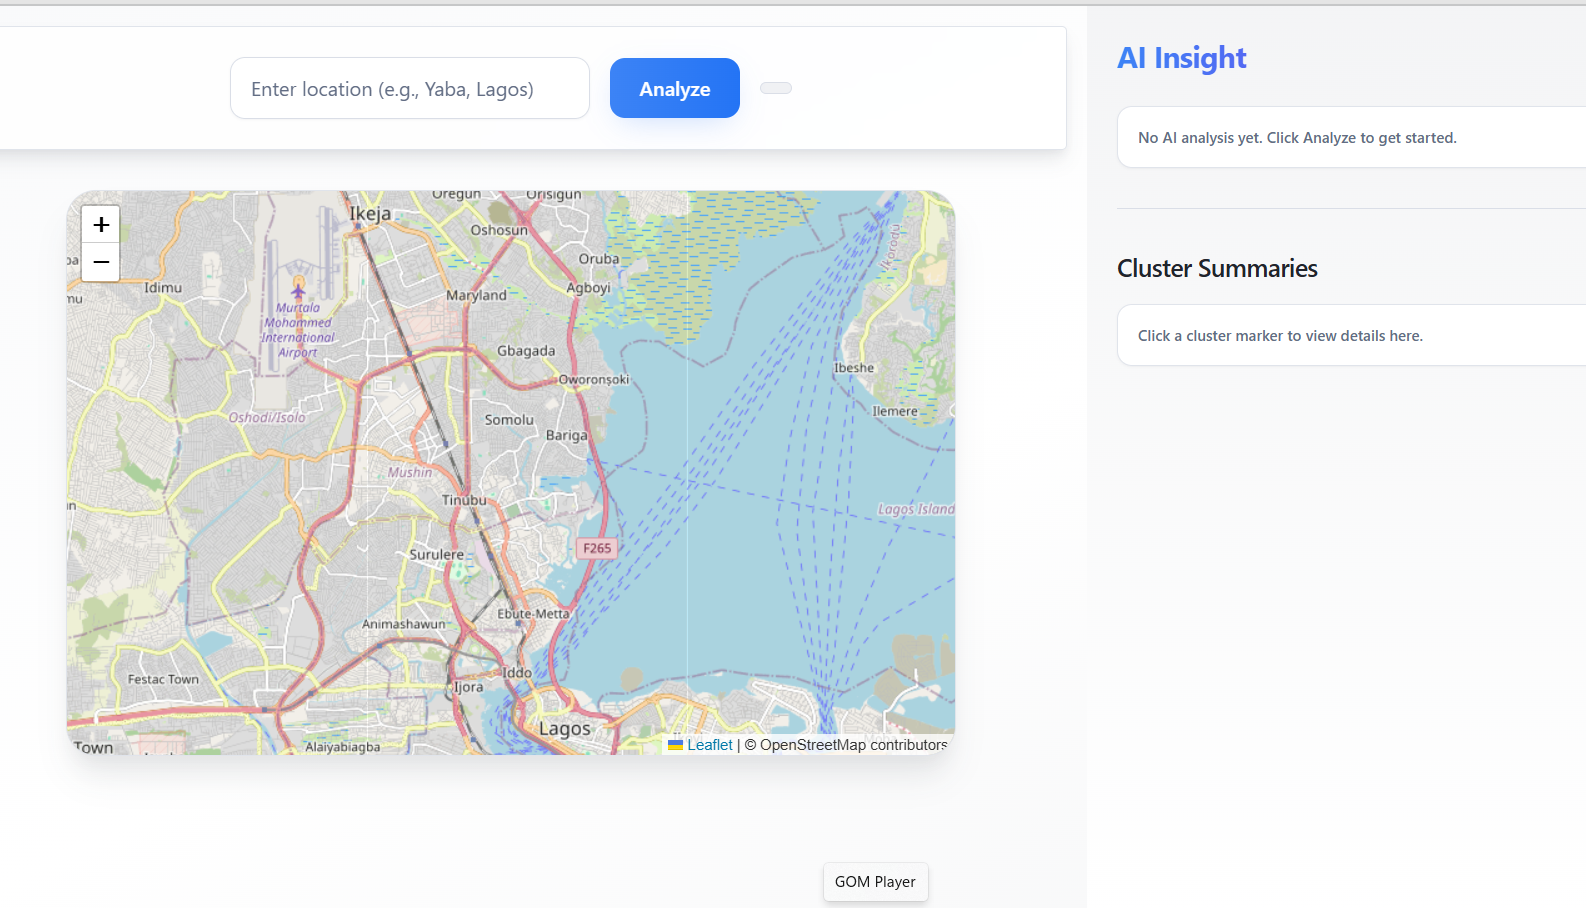 Enter location (e.g., Yaba, Lagos)
Analyze
AI Insight
No AI analysis yet. Click Analyze to get started.
Cluster Summaries
Click a cluster marker to view details here.
+
−
Ikeja
Oregun
Orisigun
Oshosun
Ikorodu
Oruba
Idimu
Agboyi
Maryland
mu
Murtala
Mohammed
International
Airport
Gbagada
Ibeshe
Oworonṣoki
Ilemere
Oshodi/Isolo
Somolu
Bariga
Mushin
Tinubu
Lagos Island
F265
Surulere
Ebute-Metta
Animashawun
Iddo
Festac Town
Ijora
Lagos
Town
Alaiyabiagba
Leaflet | © OpenStreetMap contributors
GOM Player